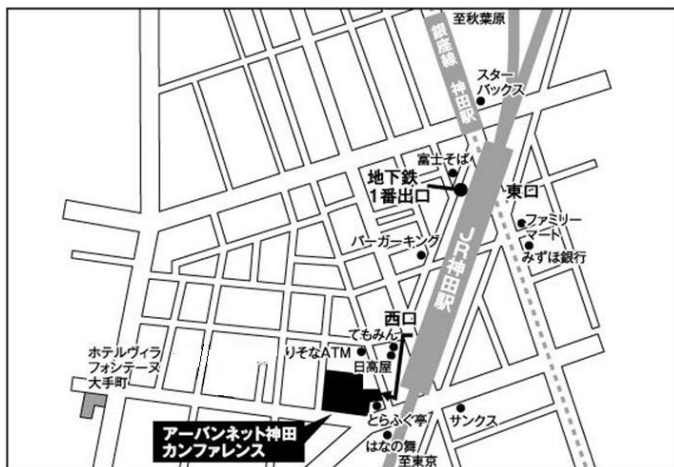 至秋葉原
銀座線 神田駅
スター
バックス
富士そば
地下鉄
1番出口
東口
ファミリー
マート
みずほ銀行
バーガーキング
JR神田駅
西口
てもみん
りそなATM
日高屋
ホテルヴィラ
フォンテーヌ
大手町
とらふぐ亭
サンクス
アーバンネット神田
カンファレンス
はなの舞
至東京